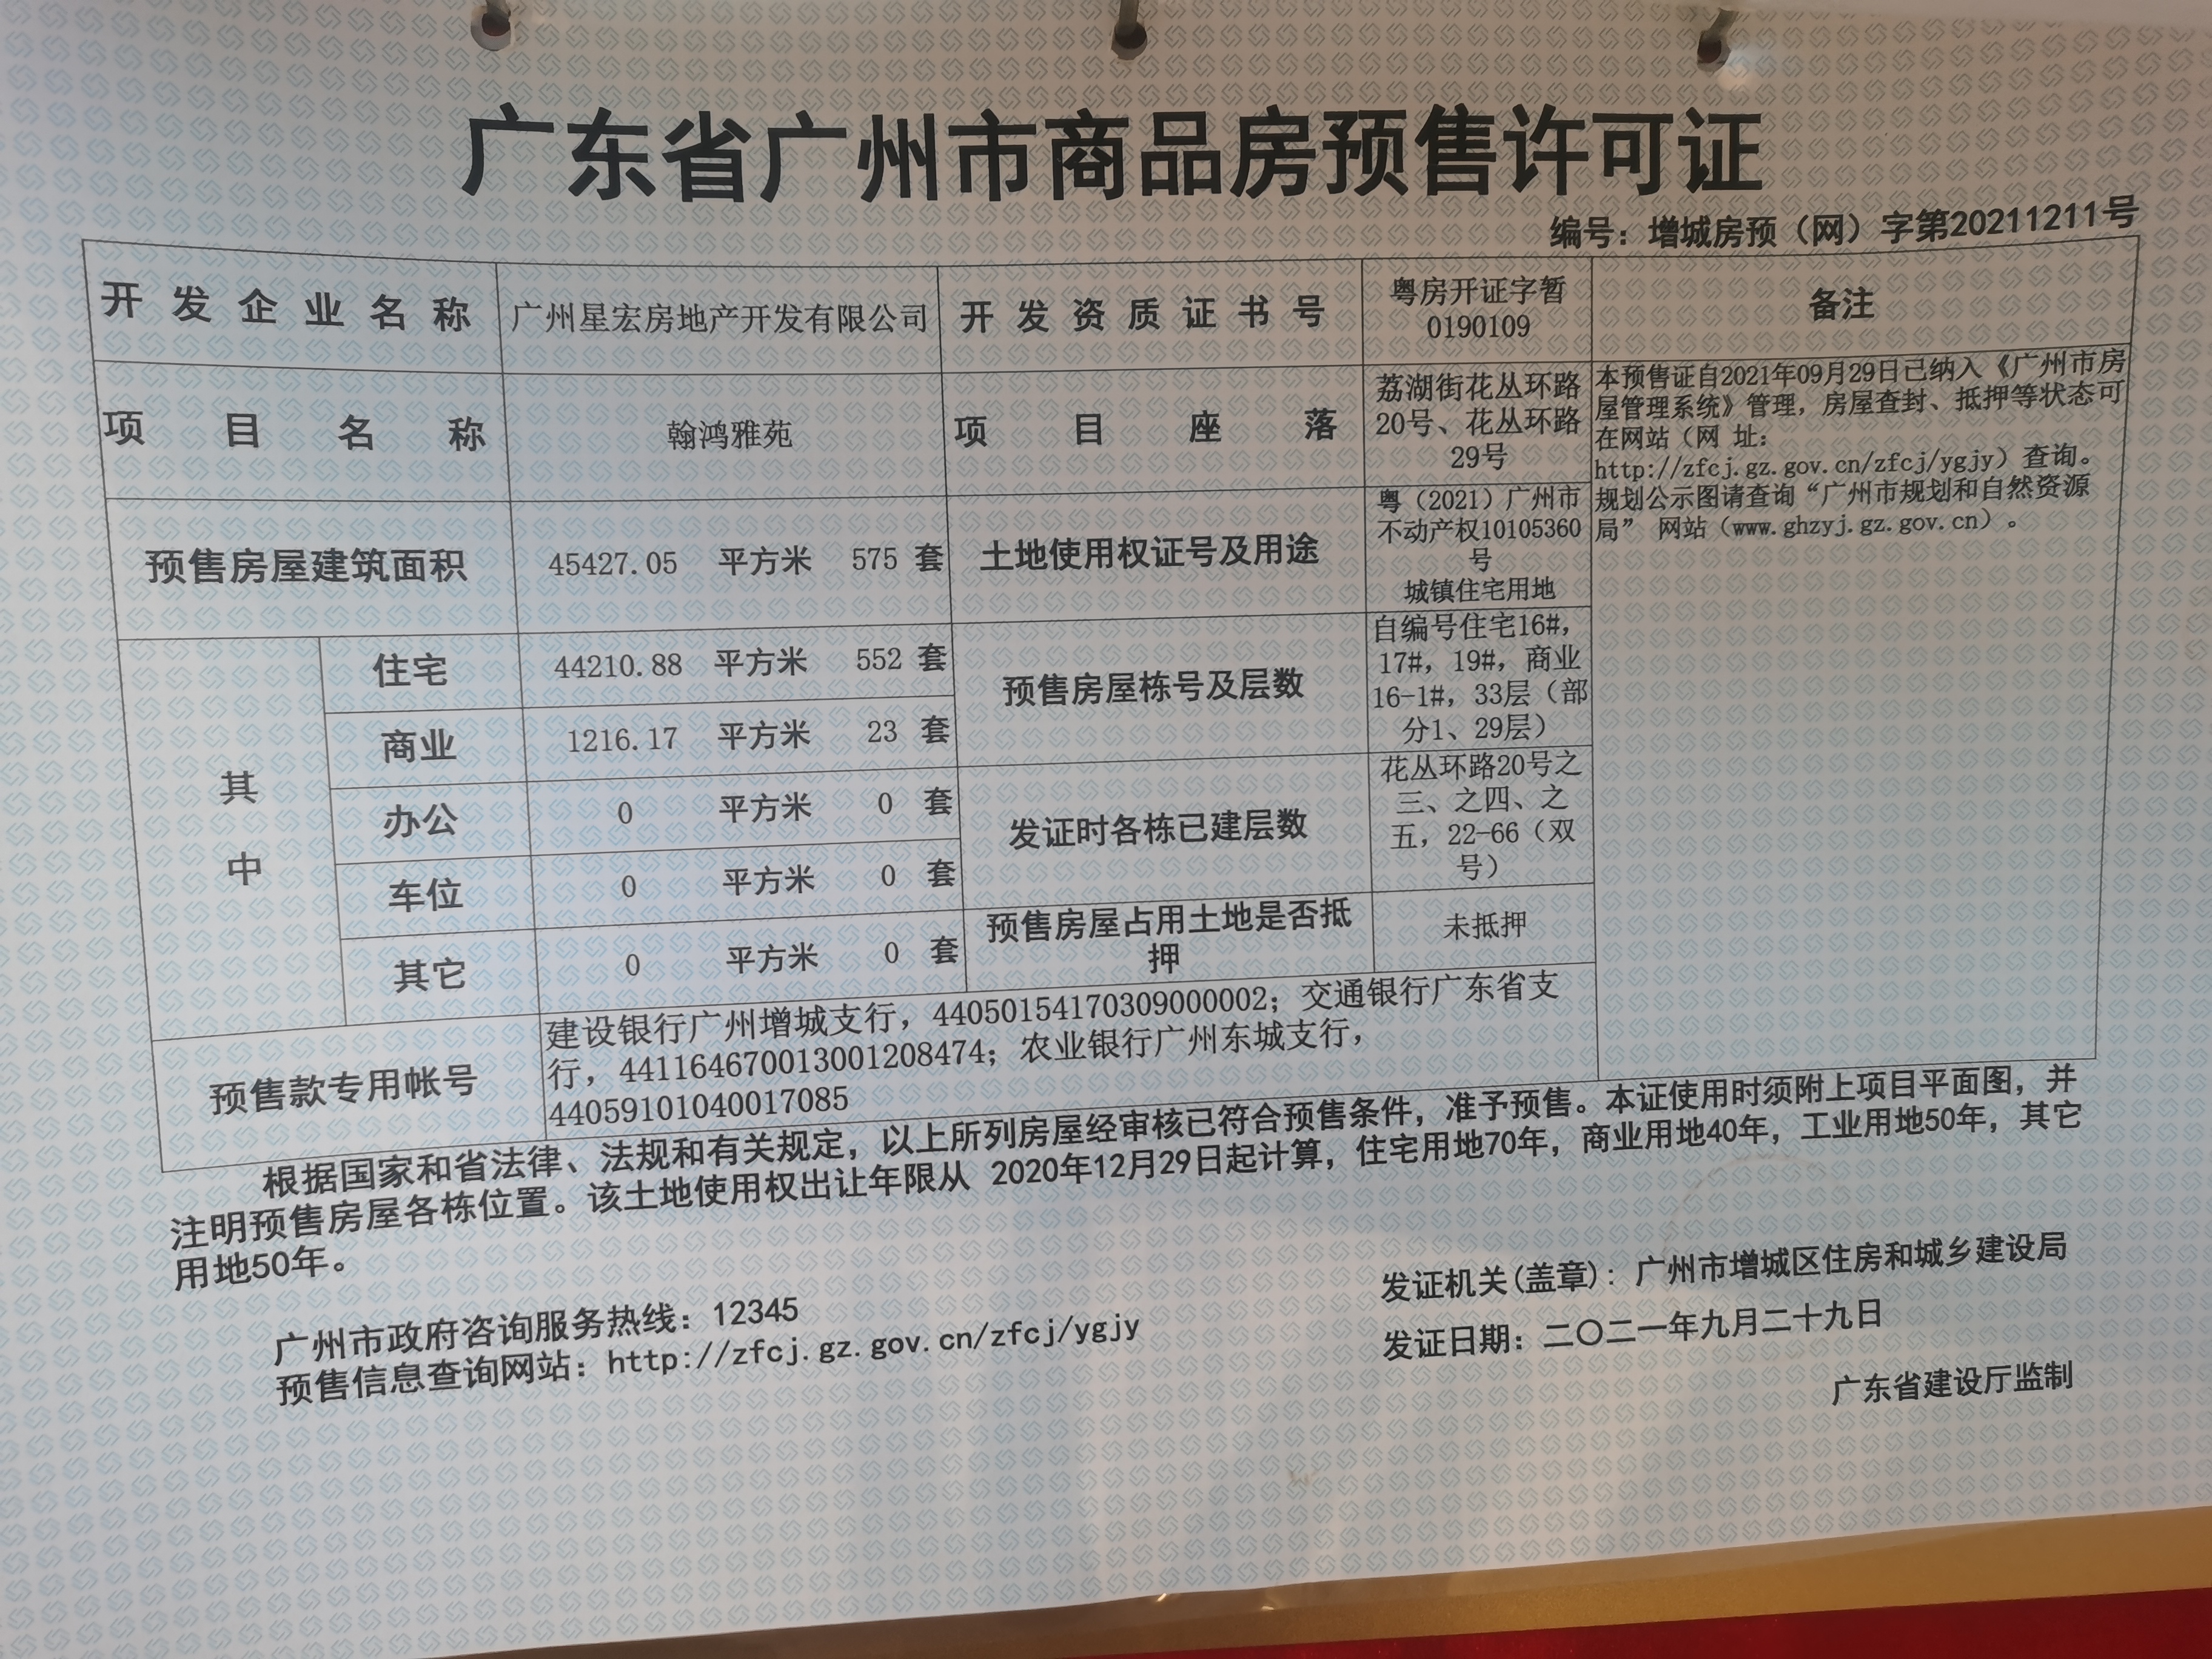 广东省广州市商品房预售许可证
编号：增城房预（网）字第20211211号
开发企业名称
广州星宏房地产开发有限公司
开发资质证书号
粤房开证字暂
0190109
备注
项目名称
翰鸿雅苑
项目座落
荔湖街花丛环路
20号、花丛环路
29号
本预售证自2021年09月29日已纳入《广州市房
屋管理系统》管理，房屋查封、抵押等状态可
在网站（网 址：
http://zfcj.gz.gov.cn/zfcj/ygjy）查询。
规划公示图请查询“广州市规划和自然资源
局” 网站（www.ghzyj.gz.gov.cn）。
预售房屋建筑面积
45427.05 平方米 575 套
土地使用权证号及用途
粤（2021）广州市
不动产权10105360
号
城镇住宅用地
其
中
住宅
44210.88 平方米 552 套
商业
1216.17 平方米 23 套
办公
0 平方米 0 套
车位
0 平方米 0 套
其它
0 平方米 0 套
预售房屋栋号及层数
自编号住宅16#，
17#，19#，商业
16-1#，33层（部
分1、29层）
发证时各栋已建层数
花丛环路20号之
三、之四、之
五，22-66（双
号）
预售房屋占用土地是否抵
押
未抵押
预售款专用帐号
建设银行广州增城支行，44050154170309000002；交通银行广东省支
行，441164670013001208474；农业银行广州东城支行，
44059101040017085
根据国家和省法律、法规和有关规定，以上所列房屋经审核已符合预售条件，准予预售。本证使用时须附上项目平面图，并
注明预售房屋各栋位置。该土地使用权出让年限从 2020年12月29日起计算，住宅用地70年，商业用地40年，工业用地50年，其它
用地50年。
广州市政府咨询服务热线：12345
预售信息查询网站：http://zfcj.gz.gov.cn/zfcj/ygjy
发证机关(盖章)：广州市增城区住房和城乡建设局
发证日期：二〇二一年九月二十九日
广东省建设厅监制